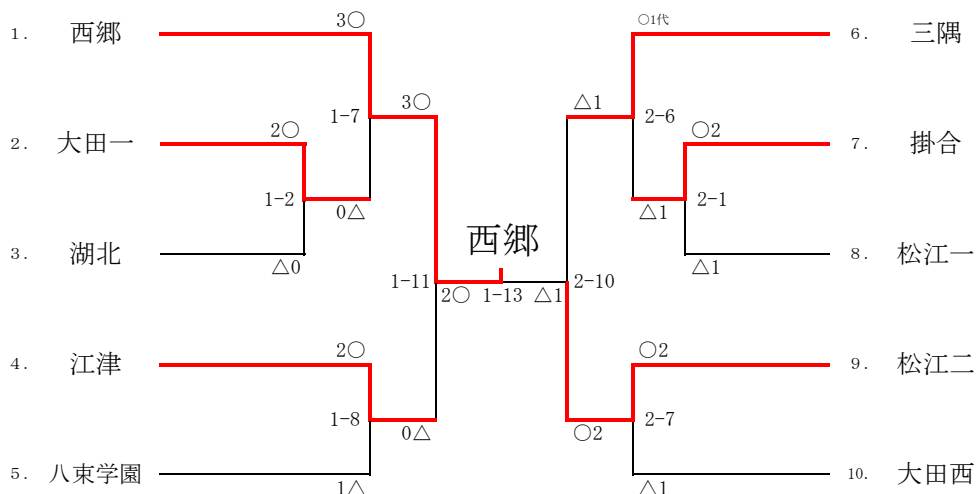 3○
○1代
1. 西郷
6. 三隅
3○
△1
1-7
2-6
2○
○2
2. 大田一
7. 掛合
1-2
2-1
0△
△1
西郷
3. 湖北
8. 松江一
△0
△1
1-11
2○
1-13
△1
2-10
2○
○2
4. 江津
9. 松江二
1-8
2-7
0△
○2
5. 八束学園
10. 大田西
1△
△1